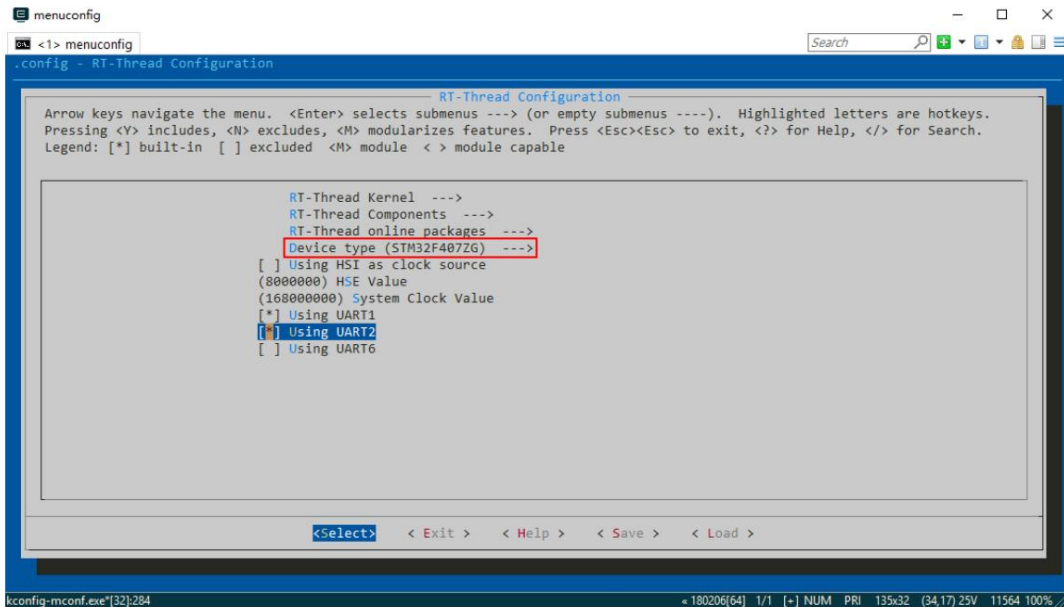 menuconfig
<1> menuconfig
Search
.config - RT-Thread Configuration
RT-Thread Configuration
Arrow keys navigate the menu. <Enter> selects submenus ---> (or empty submenus ----). Highlighted letters are hotkeys.
Pressing <Y> includes, <N> excludes, <M> modularizes features. Press <Esc><Esc> to exit, <?> for Help, </> for Search.
Legend: [*] built-in [ ] excluded <M> module < > module capable
RT-Thread Kernel --->
RT-Thread Components --->
RT-Thread online packages --->
Device type (STM32F407ZG) --->
[ ] Using HSI as clock source
(8000000) HSE Value
(168000000) System Clock Value
[*] Using UART1
[*] Using UART2
[ ] Using UART6
<Select> < Exit > < Help > < Save > < Load >
kconfig-mconf.exe*[32]:284
« 180206[64] 1/1 [+] NUM PRI 135x32 (34,17) 25V 11564 100%